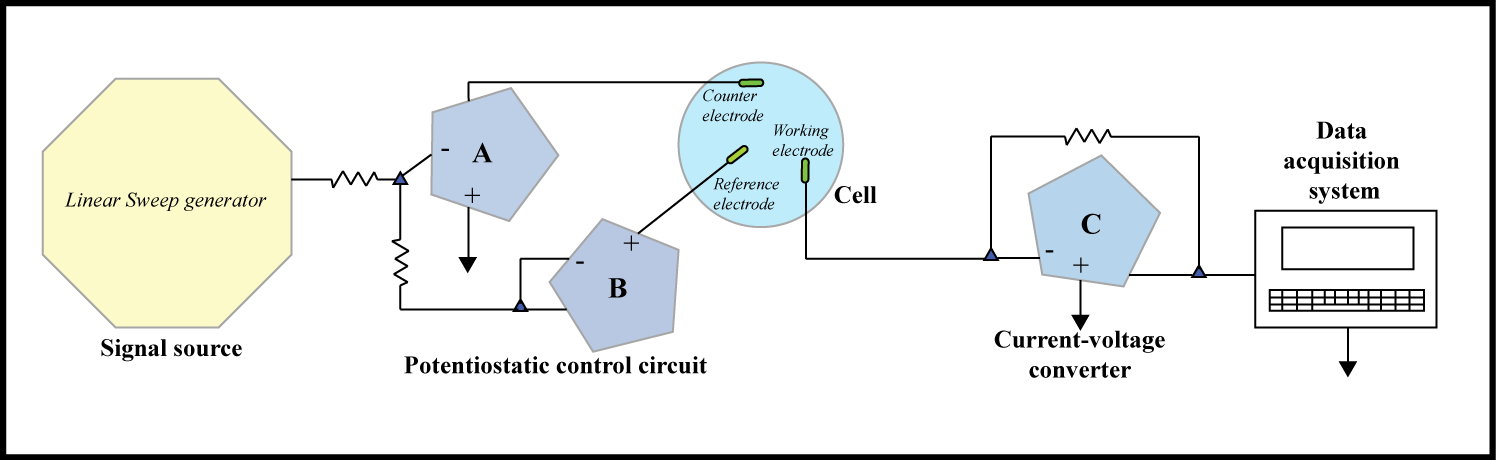 Linear Sweep generator
Signal source
-
A
+
Counter
electrode
Working
electrode
Reference
electrode
Cell
+
-
B
Potentiostatic control circuit
C
-
+
Current-voltage
converter
Data
acquisition
system